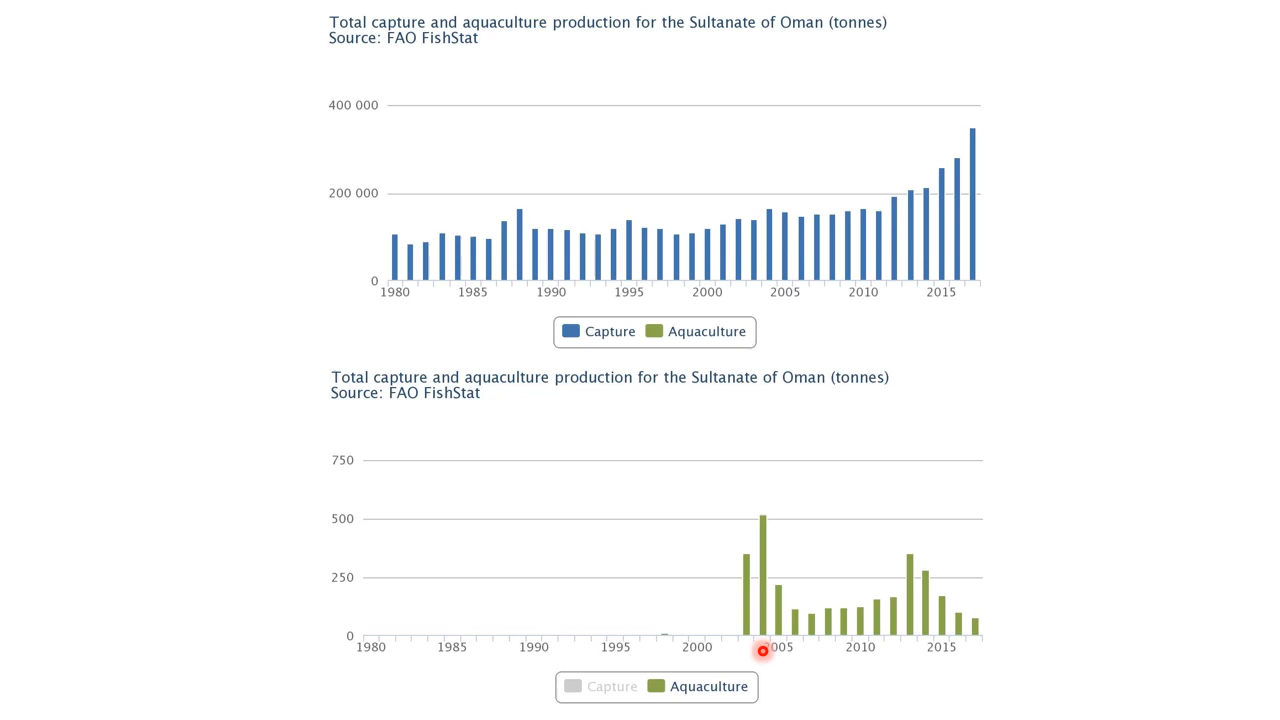 Total capture and aquaculture production for the Sultanate of Oman (tonnes)
Source: FAO FishStat
400 000
200 000
0
1980 1985 1990 1995 2000 2005 2010 2015
Capture Aquaculture
Total capture and aquaculture production for the Sultanate of Oman (tonnes)
Source: FAO FishStat
750
500
250
0
1980 1985 1990 1995 2000 2005 2010 2015
Capture Aquaculture